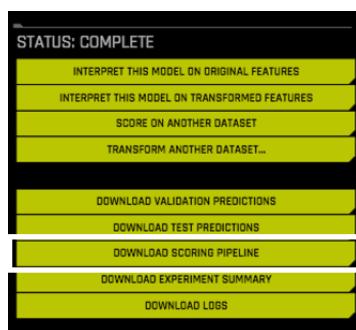 STATUS: COMPLETE
INTERPRET THIS MODEL ON ORIGINAL FEATURES
INTERPRET THIS MODEL ON TRANSFORMED FEATURES
SCORE ON ANOTHER DATASET
TRANSFORM ANOTHER DATASET...
DOWNLOAD VALIDATION PREDICTIONS
DOWNLOAD TEST PREDICTIONS
DOWNLOAD SCORING PIPELINE
DOWNLOAD EXPERIMENT SUMMARY
DOWNLOAD LOGS